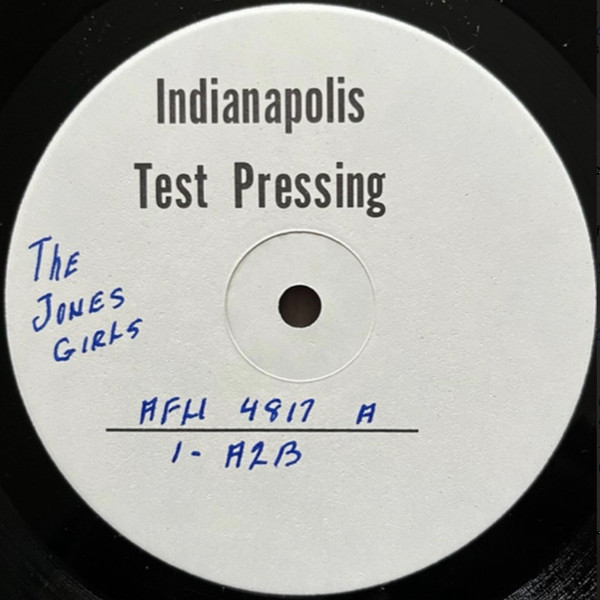 Indianapolis
Test Pressing
The
JONES
GIRLS
AFL1 4817 A
1- A2B